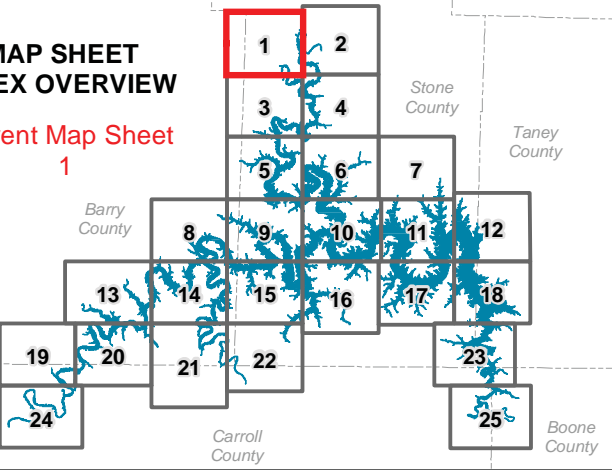 MAP SHEET
EX OVERVIEW
ent Map Sheet
1
1
2
Stone
County
3
4
Taney
County
5
6
7
Barry
County
8
9
10
11
12
13
14
15
16
17
18
19
20
21
22
23
24
25
Carroll
County
Boone
County